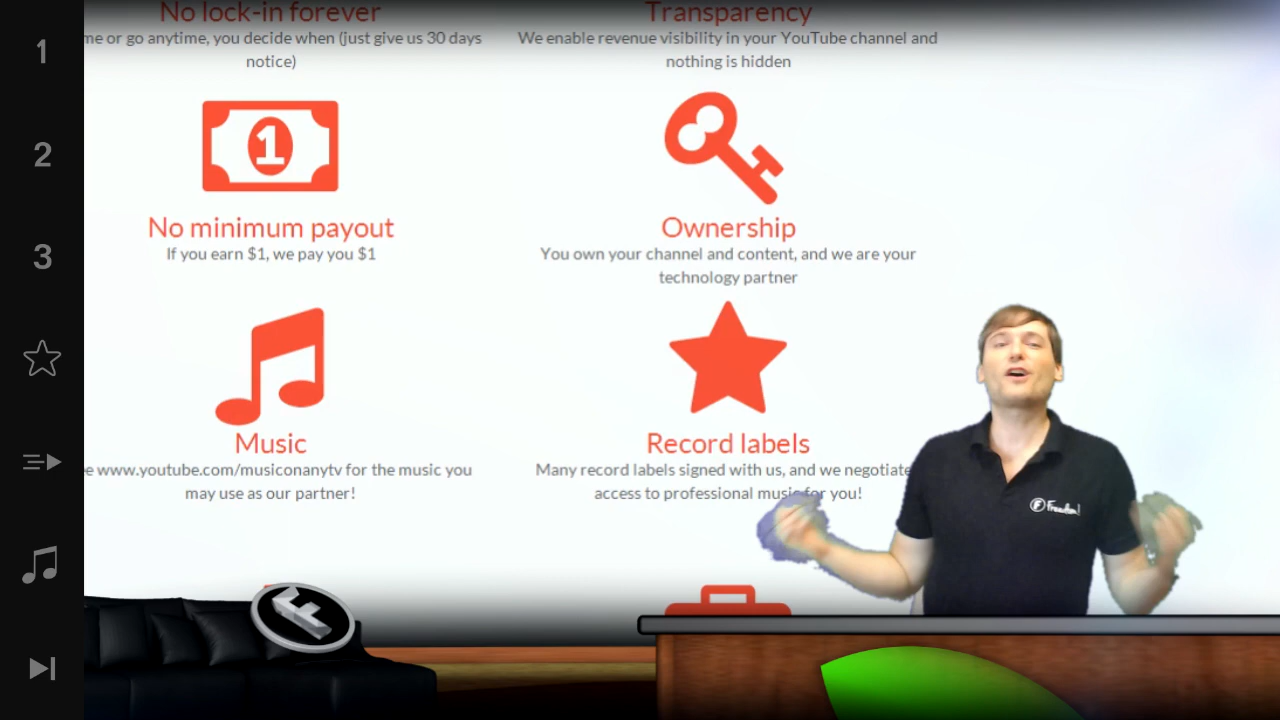 1
2
3
No lock-in forever
me or go anytime, you decide when (just give us 30 days
notice)
Transparency
We enable revenue visibility in your YouTube channel and
nothing is hidden
1
No minimum payout
If you earn $1, we pay you $1
Ownership
You own your channel and content, and we are your
technology partner
Music
e www.youtube.com/musiconanytv for the music you
may use as our partner!
Record labels
Many record labels signed with us, and we negotiate
access to professional music for you!
F Freedom!
F